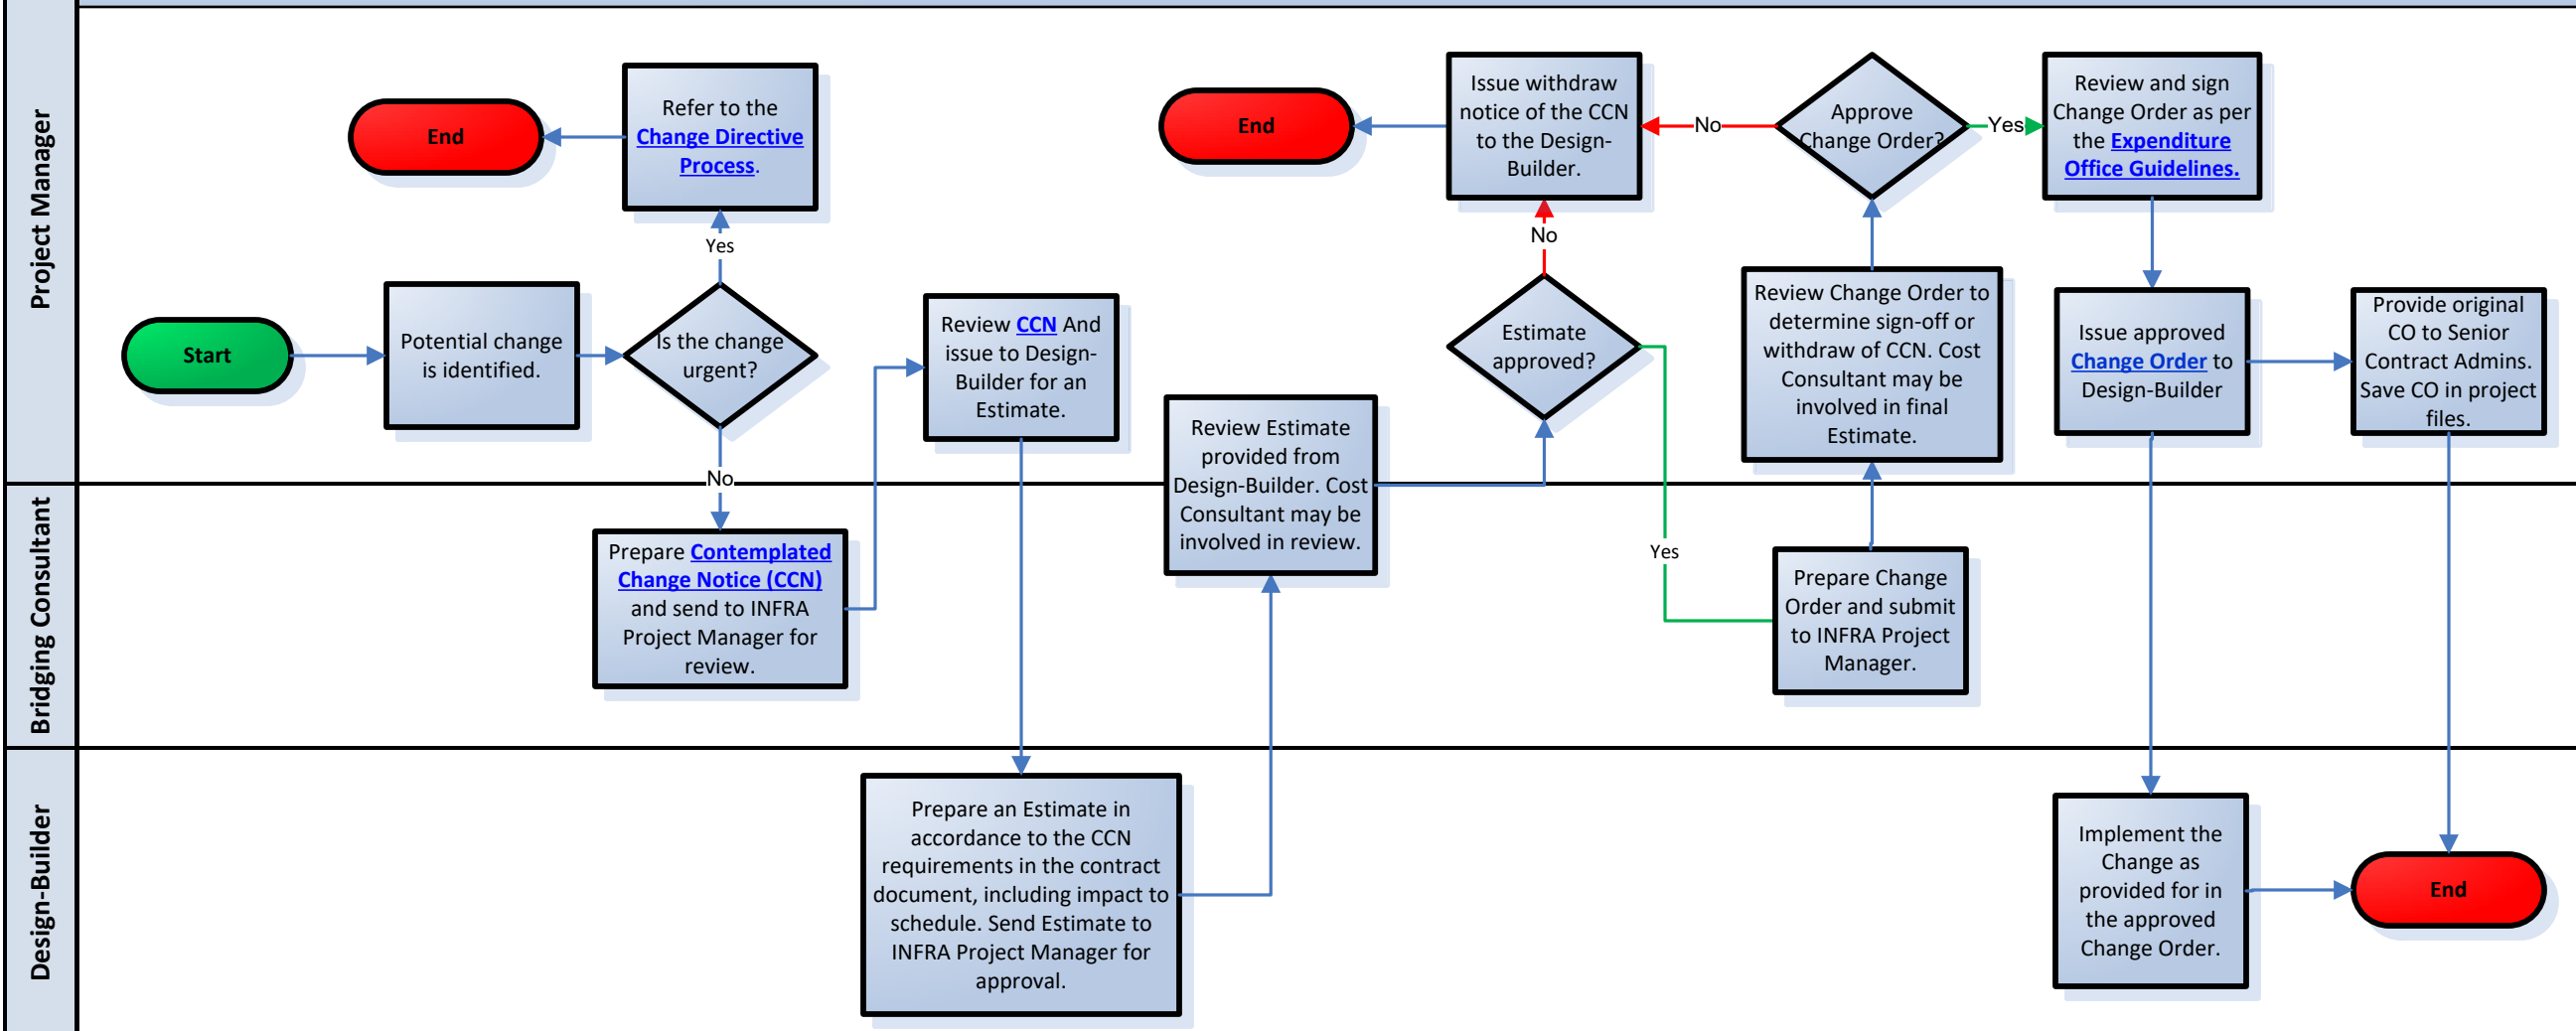 Project Manager
End
Refer to the
Change Directive
Process.
Yes
Start
Potential change
is identified.
Is the change
urgent?
No
Review CCN And
issue to Design-
Builder for an
Estimate.
End
Issue withdraw
notice of the CCN
to the Design-
Builder.
No
Approve
Change Order?
Yes
Review and sign
Change Order as per
the Expenditure
Office Guidelines.
No
Estimate
approved?
Yes
Review Estimate
provided from
Design-Builder. Cost
Consultant may be
involved in review.
Review Change Order to
determine sign-off or
withdraw of CCN. Cost
Consultant may be
involved in final
Estimate.
Issue approved
Change Order to
Design-Builder
Provide original
CO to Senior
Contract Admins.
Save CO in project
files.
Bridging Consultant
Prepare Contemplated
Change Notice (CCN)
and send to INFRA
Project Manager for
review.
Prepare Change
Order and submit
to INFRA Project
Manager.
Design-Builder
Prepare an Estimate in
accordance to the CCN
requirements in the contract
document, including impact to
schedule. Send Estimate to
INFRA Project Manager for
approval.
Implement the
Change as
provided for in
the approved
Change Order.
End